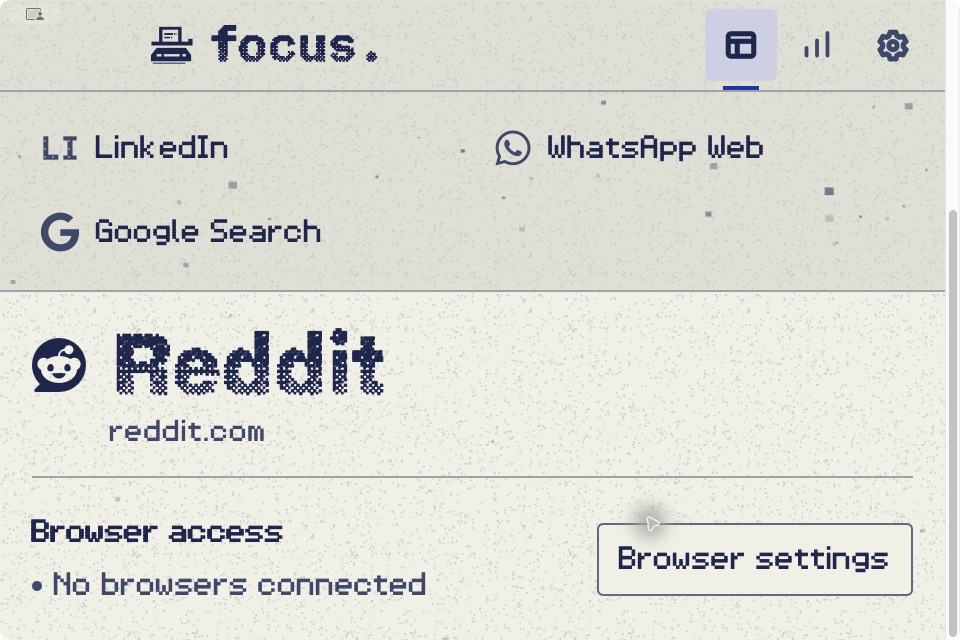 focus.
LI LinkedIn
WhatsApp Web
Google Search
Reddit
reddit.com
Browser access
• No browsers connected
Browser settings